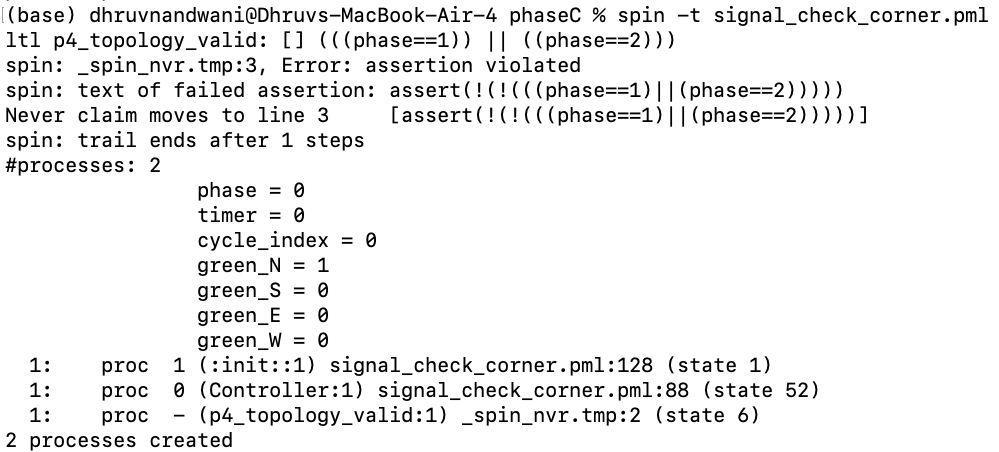 (base) dhruvnandwani@Dhruvs-MacBook-Air-4 phaseC % spin -t signal_check_corner.pml
ltl p4_topology_valid: [] (((phase==1)) || ((phase==2)))
spin: _spin_nvr.tmp:3, Error: assertion violated
spin: text of failed assertion: assert(!(!(((phase==1)||(phase==2)))))
Never claim moves to line 3 [assert(!(!(((phase==1)||(phase==2)))))]
spin: trail ends after 1 steps
#processes: 2
phase = 0
timer = 0
cycle_index = 0
green_N = 1
green_S = 0
green_E = 0
green_W = 0
1: proc 1 (:init::1) signal_check_corner.pml:128 (state 1)
1: proc 0 (Controller:1) signal_check_corner.pml:88 (state 52)
1: proc - (p4_topology_valid:1) _spin_nvr.tmp:2 (state 6)
2 processes created